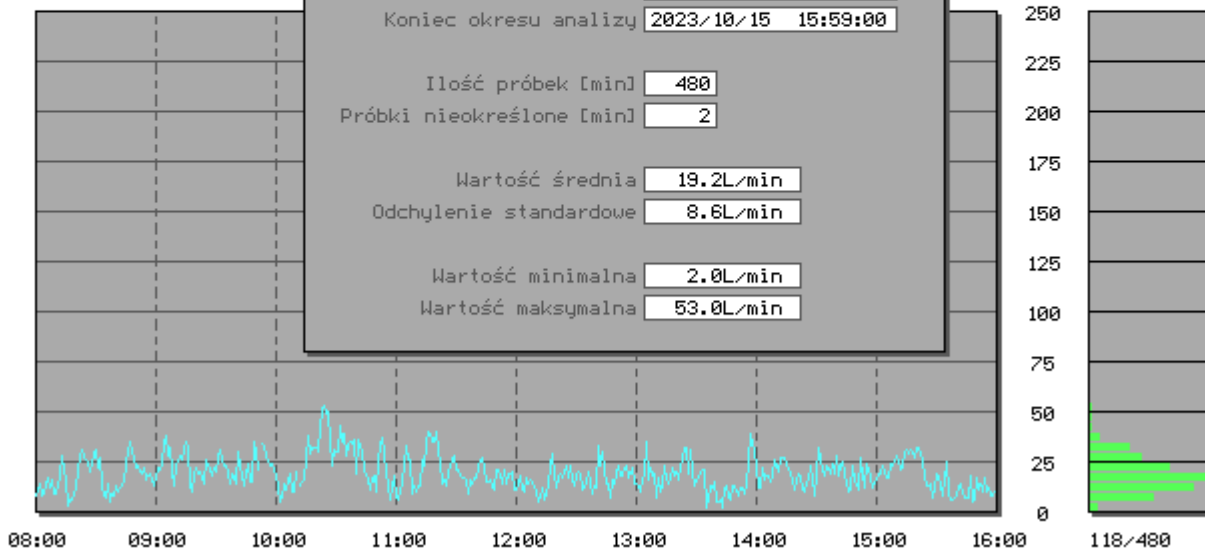 250
Koniec okresu analizy 2023/10/15 15:59:00
225
Ilość próbek [min] 480
200
Próbki nieokreślone [min] 2
175
Wartość średnia 19.2L/min
150
Odchylenie standardowe 8.6L/min
125
Wartość minimalna 2.0L/min
100
Wartość maksymalna 53.0L/min
75
50
25
0
08:00 09:00 10:00 11:00 12:00 13:00 14:00 15:00 16:00 118/480